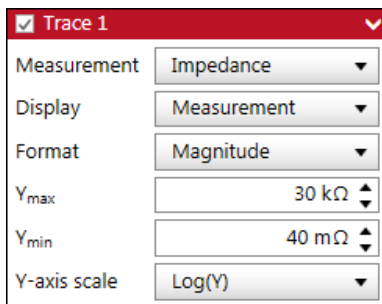 Trace 1
Measurement Impedance
Display Measurement
Format Magnitude
Ymax 30 kΩ
Ymin 40 mΩ
Y-axis scale Log(Y)